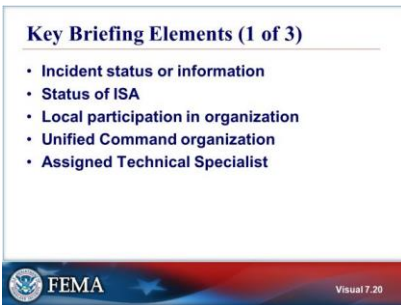 Key Briefing Elements (1 of 3)
• Incident status or information
• Status of ISA
• Local participation in organization
• Unified Command organization
• Assigned Technical Specialist
FEMA
Visual 7.20